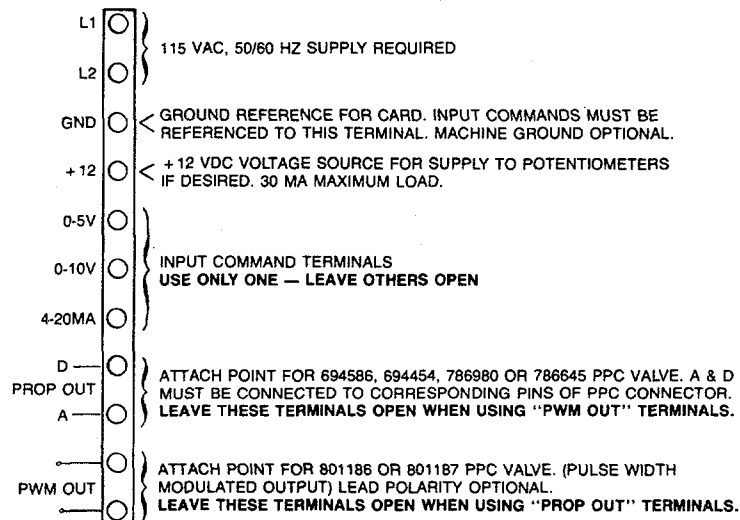 L1
115 VAC, 50/60 HZ SUPPLY REQUIRED
L2
GND
GROUND REFERENCE FOR CARD. INPUT COMMANDS MUST BE
REFERENCED TO THIS TERMINAL. MACHINE GROUND OPTIONAL.
+ 12
+ 12 VDC VOLTAGE SOURCE FOR SUPPLY TO POTENTIOMETERS
IF DESIRED. 30 MA MAXIMUM LOAD.
0-5V
0-10V
INPUT COMMAND TERMINALS
USE ONLY ONE — LEAVE OTHERS OPEN
4-20MA
D
PROP OUT
A
ATTACH POINT FOR 694586, 694454, 786980 OR 786645 PPC VALVE. A & D
MUST BE CONNECTED TO CORRESPONDING PINS OF PPC CONNECTOR.
LEAVE THESE TERMINALS OPEN WHEN USING "PWM OUT" TERMINALS.
PWM OUT
ATTACH POINT FOR 801186 OR 801187 PPC VALVE. (PULSE WIDTH
MODULATED OUTPUT) LEAD POLARITY OPTIONAL.
LEAVE THESE TERMINALS OPEN WHEN USING "PROP OUT" TERMINALS.